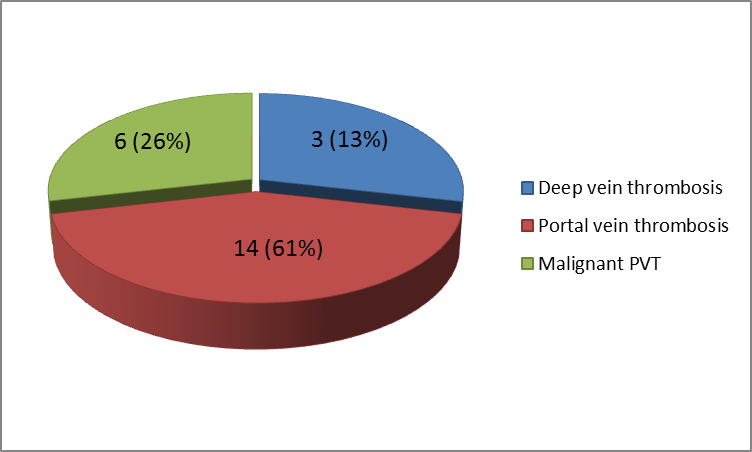 6 (26%)
3 (13%)
14 (61%)
Deep vein thrombosis
Portal vein thrombosis
Malignant PVT